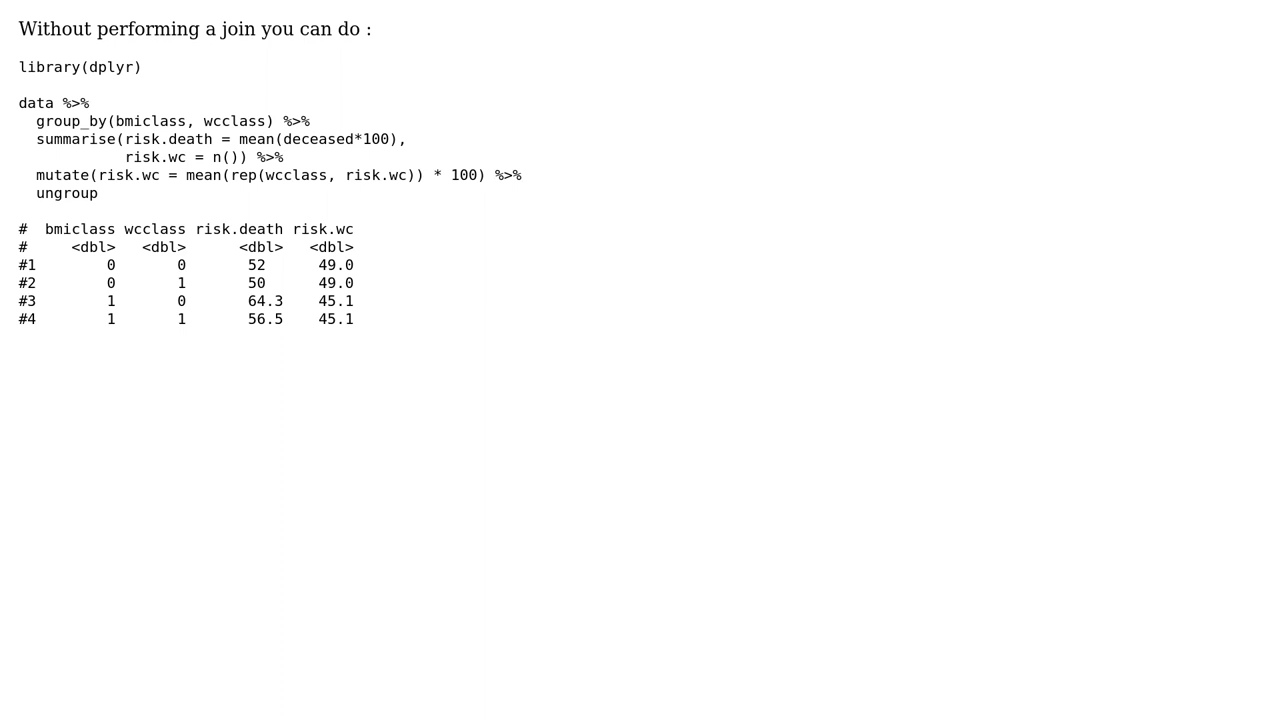 Without performing a join you can do :
library(dplyr)
data %>%
  group_by(bmiclass, wcclass) %>%
  summarise(risk.death = mean(deceased*100),
            risk.wc = n()) %>%
  mutate(risk.wc = mean(rep(wcclass, risk.wc)) * 100) %>%
  ungroup
#  bmiclass wcclass risk.death risk.wc
#     <dbl>   <dbl>      <dbl>   <dbl>
#1        0       0       52      49.0
#2        0       1       50      49.0
#3        1       0       64.3    45.1
#4        1       1       56.5    45.1